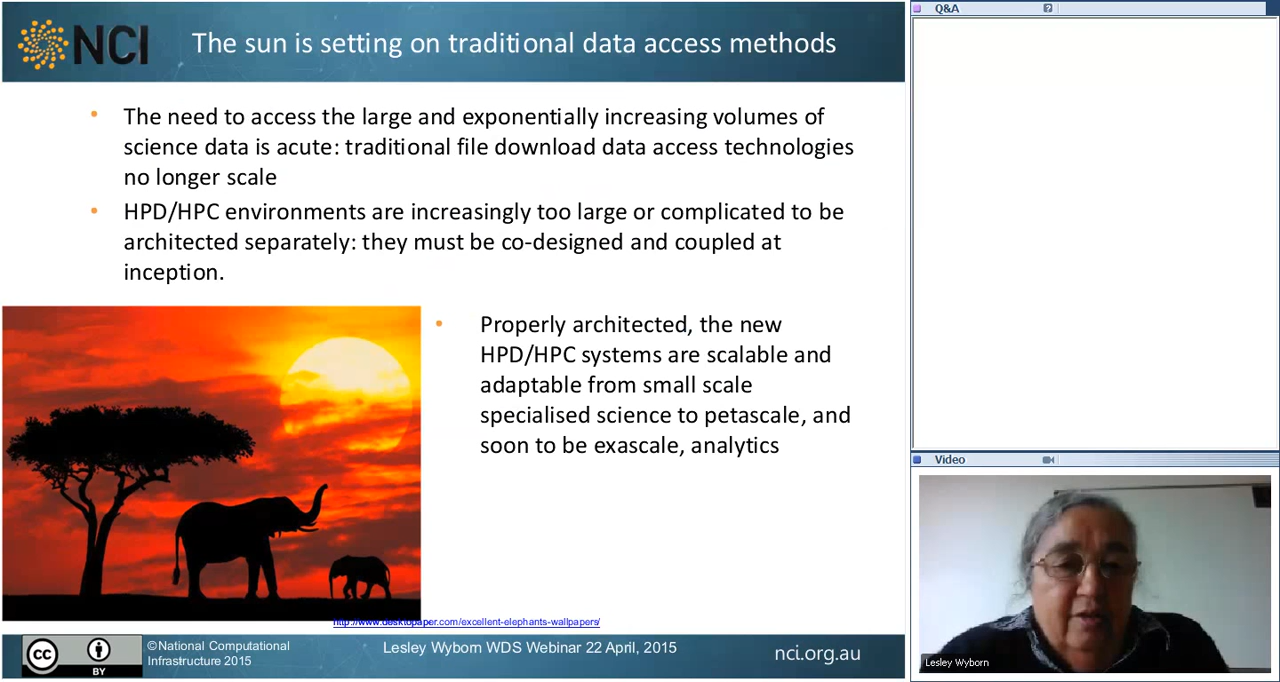 NCI
The sun is setting on traditional data access methods
• The need to access the large and exponentially increasing volumes of
science data is acute: traditional file download data access technologies
no longer scale
• HPD/HPC environments are increasingly too large or complicated to be
architected separately: they must be co-designed and coupled at
inception.
• Properly architected, the new
HPD/HPC systems are scalable and
adaptable from small scale
specialised science to petascale, and
soon to be exascale, analytics
http://www.desktopaper.com/excellent-elephants-wallpapers/
cc BY
©National Computational
Infrastructure 2015
Lesley Wyborn WDS Webinar 22 April, 2015
nci.org.au
Q&A
?
Video
Lesley Wyborn